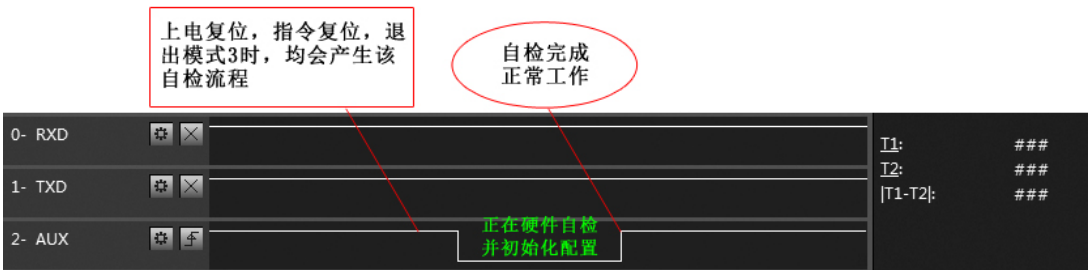 上电复位，指令复位，退
出模式3时，均会产生该
自检流程
自检完成
正常工作
0- RXD
T1: ###
T2: ###
1- TXD
|T1-T2|: ###
正在硬件自检
2- AUX
并初始化配置